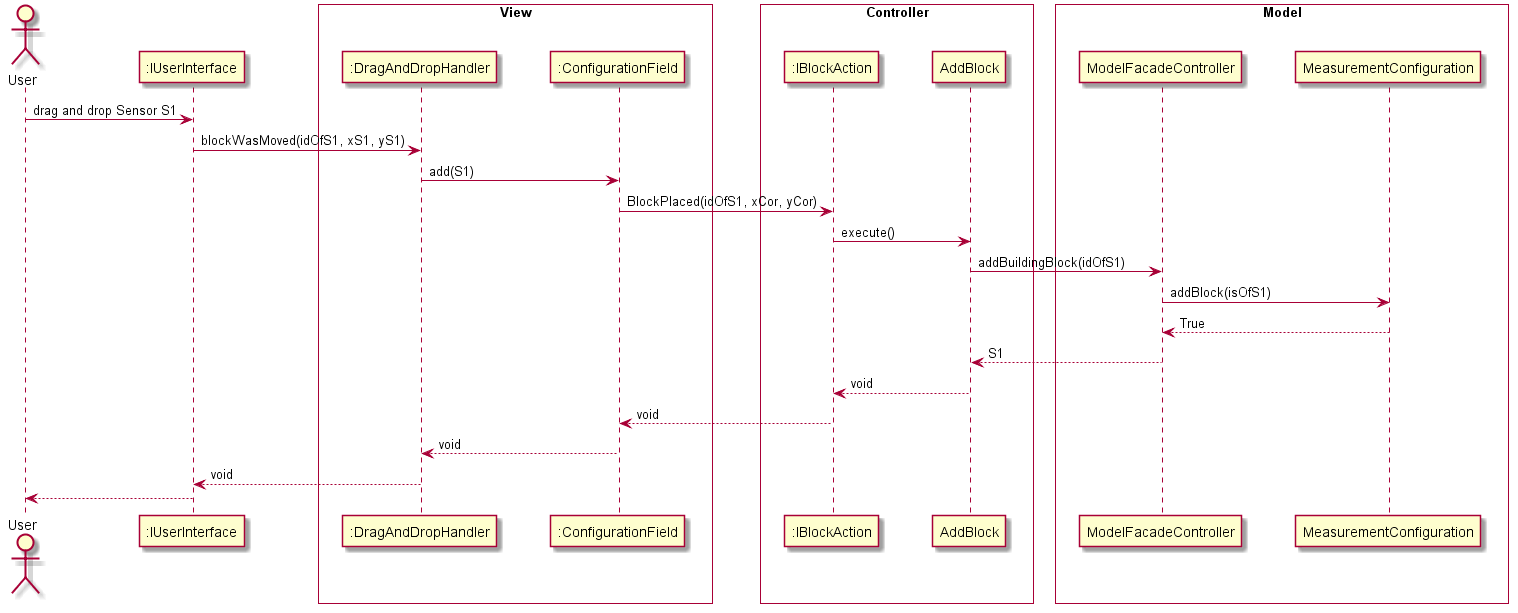 View
Controller
Model
User
:IUserInterface
:DragAndDropHandler
:ConfigurationField
:IBlockAction
AddBlock
ModelFacadeController
MeasurementConfiguration
drag and drop Sensor S1
blockWasMoved(idOfS1, xS1, yS1)
add(S1)
BlockPlaced(idOfS1, xCor, yCor)
execute()
addBuildingBlock(idOfS1)
addBlock(isOfS1)
True
S1
void
void
void
void
User
:IUserInterface
:DragAndDropHandler
:ConfigurationField
:IBlockAction
AddBlock
ModelFacadeController
MeasurementConfiguration